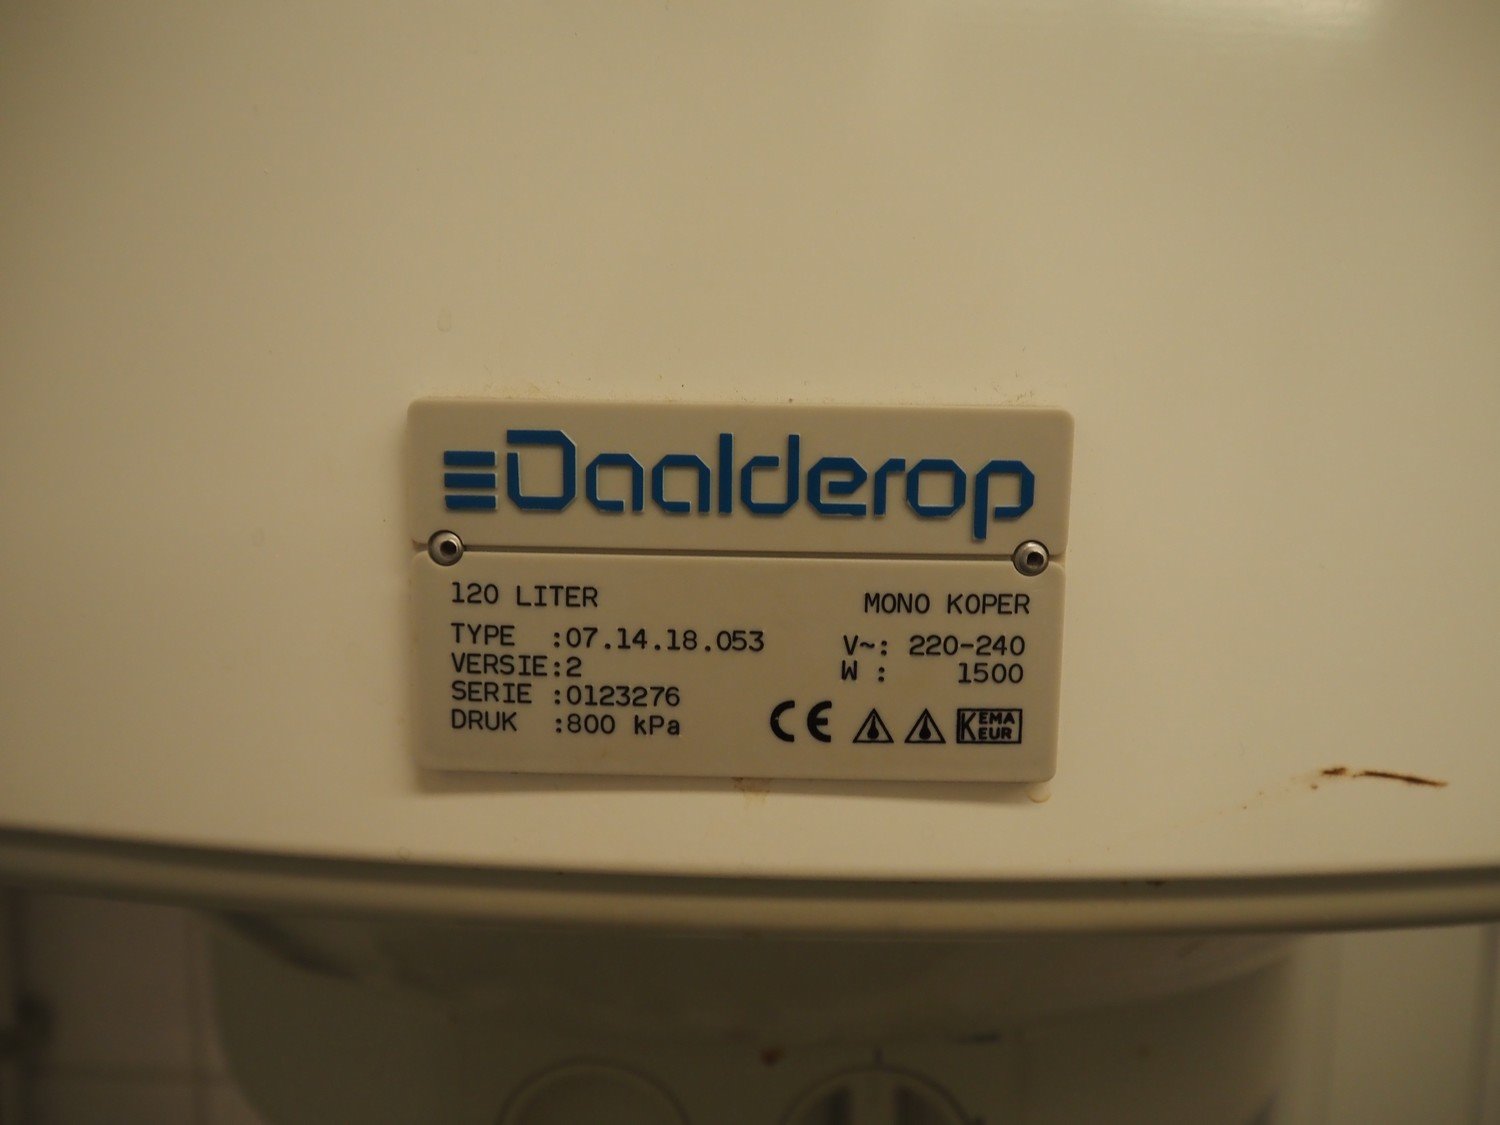 Daalderop
120 LITER MONO KOPER
TYPE :07.14.18.053 V~: 220-240
VERSIE:2 W : 1500
SERIE :0123276
DRUK :800 kPa CE KEMA KEUR